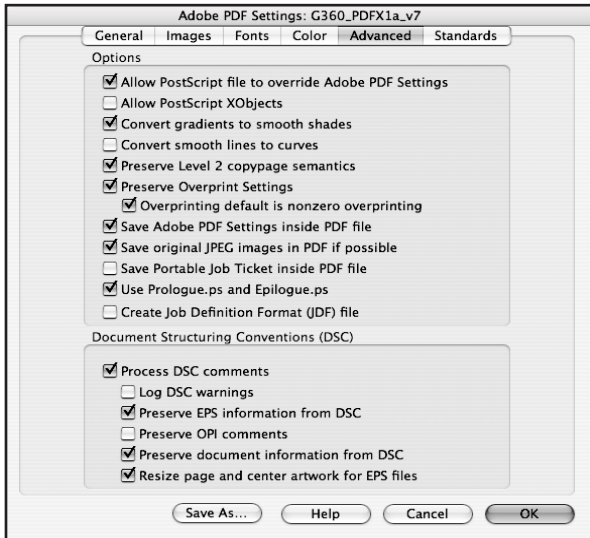 Adobe PDF Settings: G360_PDFX1a_v7
General Images Fonts Color Advanced Standards
Options
Allow PostScript file to override Adobe PDF Settings
Allow PostScript XObjects
Convert gradients to smooth shades
Convert smooth lines to curves
Preserve Level 2 copypage semantics
Preserve Overprint Settings
Overprinting default is nonzero overprinting
Save Adobe PDF Settings inside PDF file
Save original JPEG images in PDF if possible
Save Portable Job Ticket inside PDF file
Use Prologue.ps and Epilogue.ps
Create Job Definition Format (JDF) file
Document Structuring Conventions (DSC)
Process DSC comments
Log DSC warnings
Preserve EPS information from DSC
Preserve OPI comments
Preserve document information from DSC
Resize page and center artwork for EPS files
Save As... Help Cancel OK